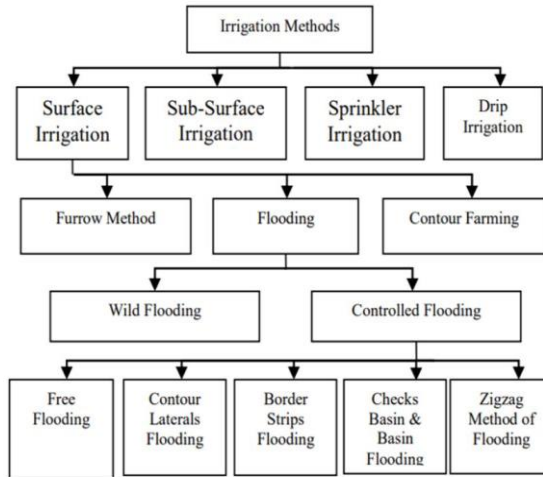 Irrigation Methods
Surface
Irrigation
Sub-Surface
Irrigation
Sprinkler
Irrigation
Drip
Irrigation
Furrow Method
Flooding
Contour Farming
Wild Flooding
Controlled Flooding
Free
Flooding
Contour
Laterals
Flooding
Border
Strips
Flooding
Checks
Basin &
Basin
Flooding
Zigzag
Method of
Flooding